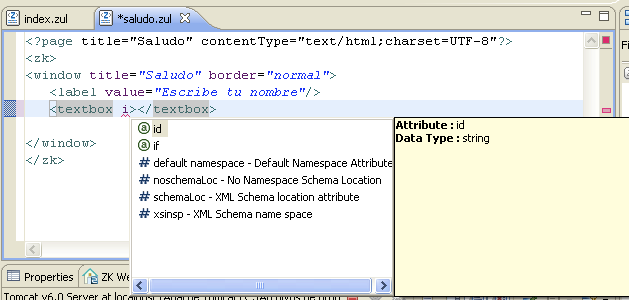 index.zul
*saludo.zul
<?page title="Saludo" contentType="text/html;charset=UTF-8"?>
<zk>
<window title="Saludo" border="normal">
<label value="Escribe tu nombre"/>
<textbox i></textbox>
</window>
</zk>
id
if
default namespace - Default Namespace Attribute
noschemaLoc - No Namespace Schema Location
schemaLoc - XML Schema location attribute
xsinsp - XML Schema name space
Attribute : id
Data Type : string
Fi
Properties
ZK We
Tomcat v6.0 Server at localhost